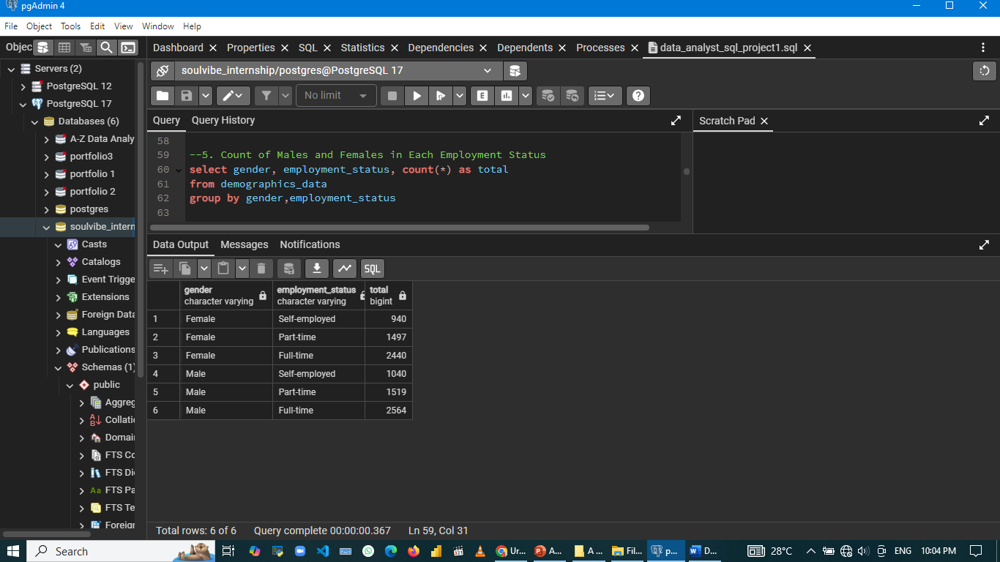 pgAdmin 4
File Object Tools Edit View Window Help
Objec
Dashboard Properties SQL Statistics Dependencies Dependents Processes data_analyst_sql_project1.sql
Servers (2)
PostgreSQL 12
PostgreSQL 17
Databases (6)
A-Z Data Analy
portfolio3
portfolio 1
portfolio 2
postgres
soulvibe_intern
Casts
Catalogs
Event Trigge
Extensions
Foreign Data
Languages
Publications
Schemas (1)
public
Aggreg
Collati
Domai
FTS Co
FTS Di
Aa FTS Pa
FTS Te
Foreign
soulvibe_internship/postgres@PostgreSQL 17
No limit
E
Query Query History
Scratch Pad
58
59 --5. Count of Males and Females in Each Employment Status
60 select gender, employment_status, count(*) as total
61 from demographics_data
62 group by gender,employment_status
63
Data Output Messages Notifications
SQL
gender employment_status total
character varying character varying bigint
1 Female Self-employed 940
2 Female Part-time 1497
3 Female Full-time 2440
4 Male Self-employed 1040
5 Male Part-time 1519
6 Male Full-time 2564
Total rows: 6 of 6 Query complete 00:00:00.367 Ln 59, Col 31
Search
Ur... A... A ... Fil... p... D...
28°C ENG 10:04 PM